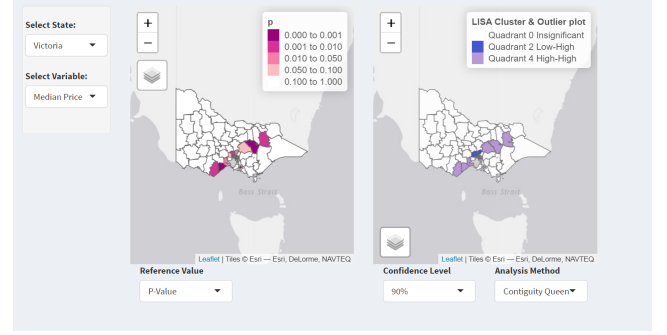 Select State:
Victoria
Select Variable:
Median Price
+
−
p
0.000 to 0.001
0.001 to 0.010
0.010 to 0.050
0.050 to 0.100
0.100 to 1.000
Bass Strait
Leaflet | Tiles © Esri — Esri, DeLorme, NAVTEQ
Reference Value
P-Value
+
−
LISA Cluster & Outlier plot
Quadrant 0 Insignificant
Quadrant 2 Low-High
Quadrant 4 High-High
Bass Strait
Leaflet | Tiles © Esri — Esri, DeLorme, NAVTEQ
Confidence Level
90%
Analysis Method
Contiguity Queen